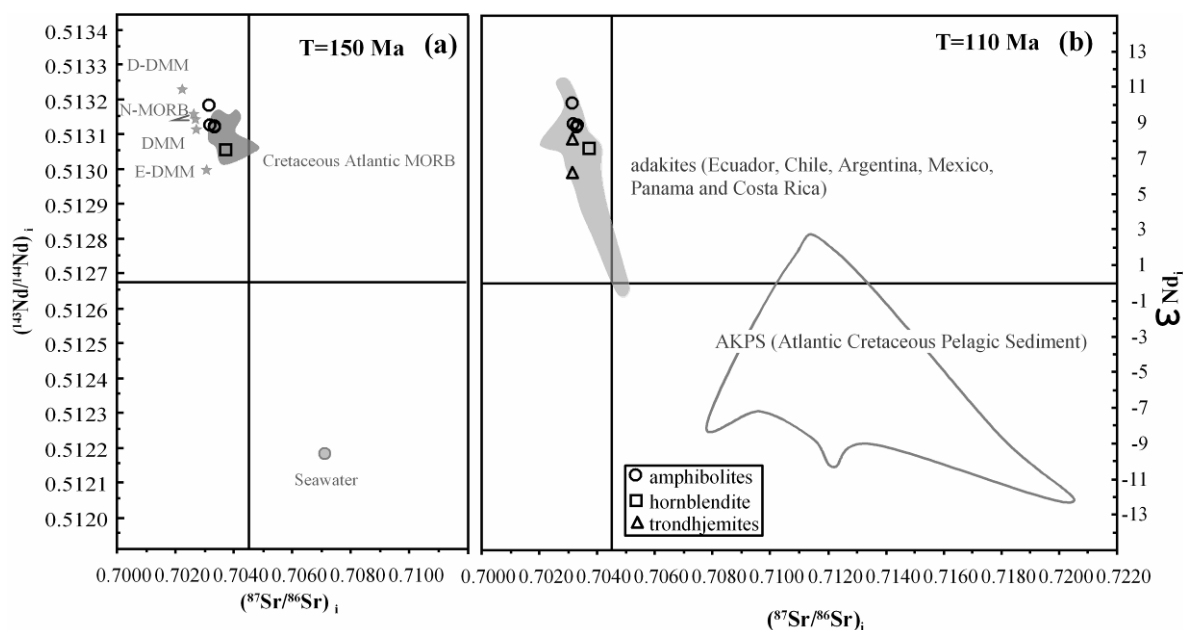 T=150 Ma
(a)
0.5134
0.5133
0.5132
0.5131
0.5130
0.5129
0.5128
0.5127
0.5126
0.5125
0.5124
0.5123
0.5122
0.5121
0.5120
(¹⁴³Nd/¹⁴⁴Nd)ᵢ
D-DMM
N-MORB
DMM
E-DMM
Cretaceous Atlantic MORB
Seawater
0.7000 0.7020 0.7040 0.7060 0.7080 0.7100
(⁸⁷Sr/⁸⁶Sr)ᵢ
T=110 Ma
(b)
adakites (Ecuador, Chile, Argentina, Mexico,
Panama and Costa Rica)
AKPS (Atlantic Cretaceous Pelagic Sediment)
amphibolites
hornblendite
trondhjemites
13
11
9
7
5
3
1
-1
-3
-5
-7
-9
-11
-13
εNdᵢ
0.7000 0.7020 0.7040 0.7060 0.7080 0.7100 0.7120 0.7140 0.7160 0.7180 0.7200 0.7220
(⁸⁷Sr/⁸⁶Sr)ᵢ